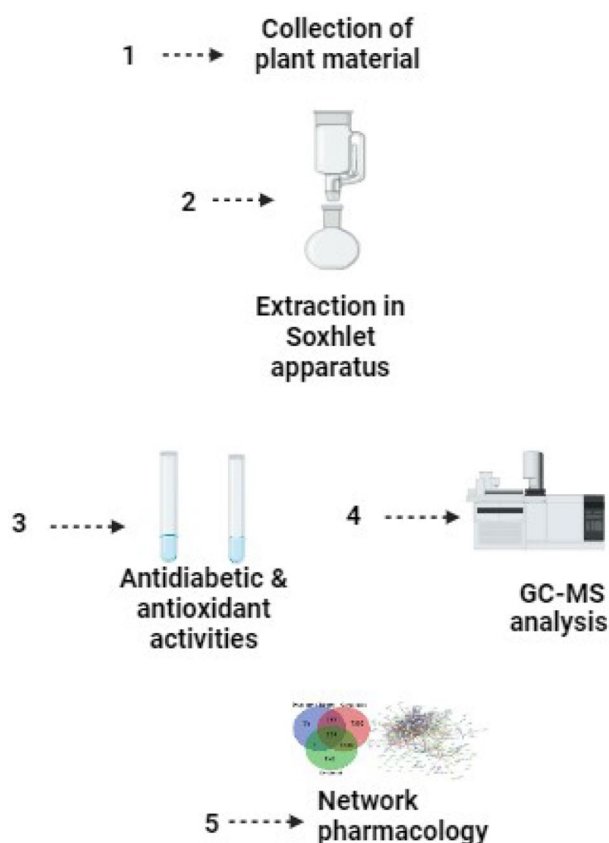 1
Collection of
plant material
2
Extraction in
Soxhlet
apparatus
3
Antidiabetic &
antioxidant
activities
4
GC-MS
analysis
5
Network
pharmacology